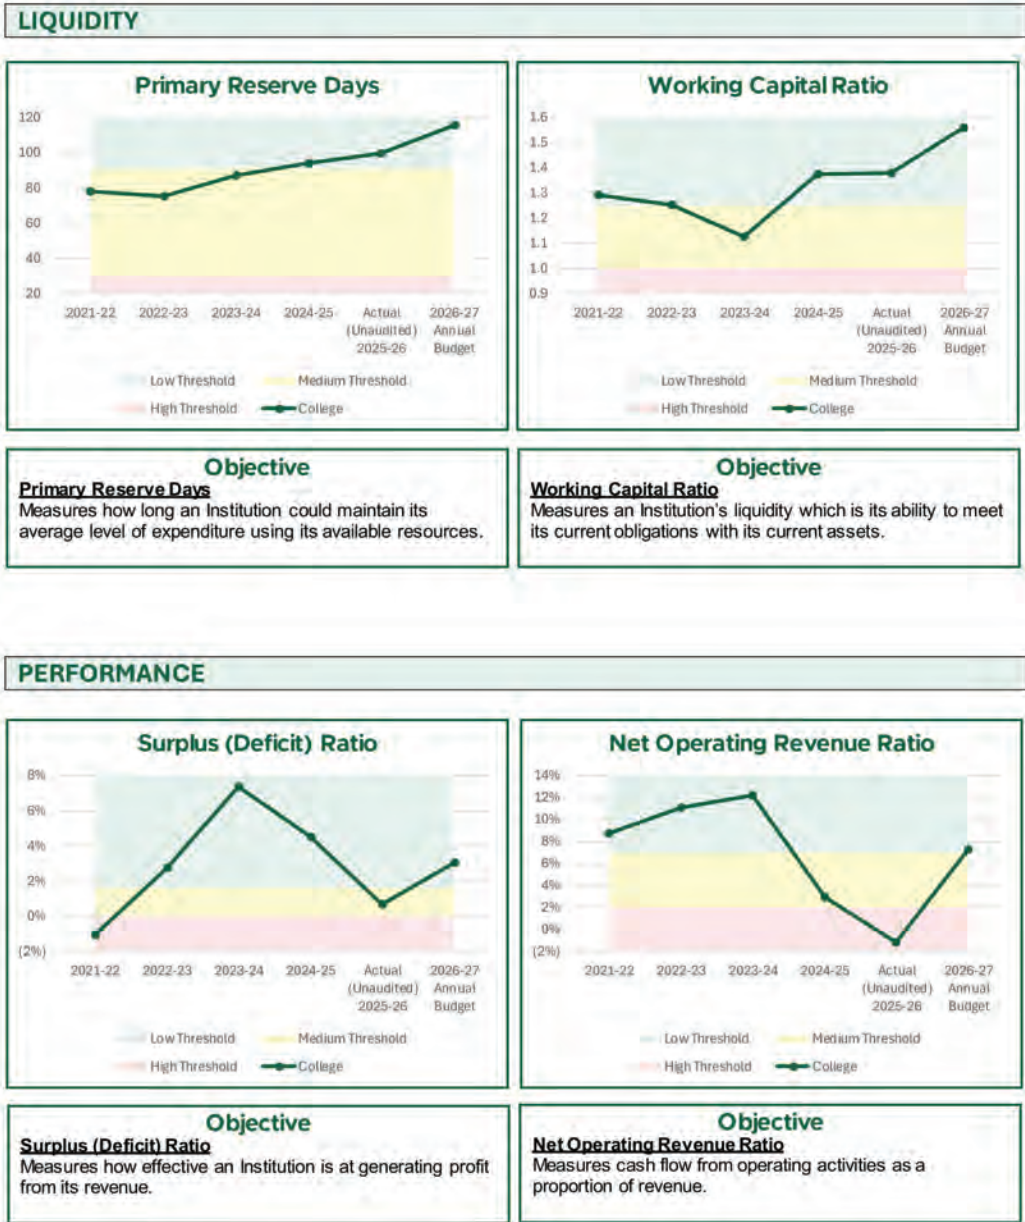 LIQUIDITY
Primary Reserve Days
120
100
80
60
40
20
2021-22 2022-23 2023-24 2024-25 Actual 2026-27
(Unaudited) Annual
2025-26 Budget
Low Threshold Medium Threshold
High Threshold College
Working Capital Ratio
1.6
1.5
1.4
1.3
1.2
1.1
1.0
0.9
2021-22 2022-23 2023-24 2024-25 Actual 2026-27
(Unaudited) Annual
2025-26 Budget
Low Threshold Medium Threshold
High Threshold College
Objective
Primary Reserve Days
Measures how long an Institution could maintain its
average level of expenditure using its available resources.
Objective
Working Capital Ratio
Measures an Institution's liquidity which is its ability to meet
its current obligations with its current assets.
PERFORMANCE
Surplus (Deficit) Ratio
8%
6%
4%
2%
0%
(2%)
2021-22 2022-23 2023-24 2024-25 Actual 2026-27
(Unaudited) Annual
2025-26 Budget
Low Threshold Medium Threshold
High Threshold College
Net Operating Revenue Ratio
14%
12%
10%
8%
6%
4%
2%
0%
(2%)
2021-22 2022-23 2023-24 2024-25 Actual 2026-27
(Unaudited) Annual
2025-26 Budget
Low Threshold Medium Threshold
High Threshold College
Objective
Surplus (Deficit) Ratio
Measures how effective an Institution is at generating profit
from its revenue.
Objective
Net Operating Revenue Ratio
Measures cash flow from operating activities as a
proportion of revenue.